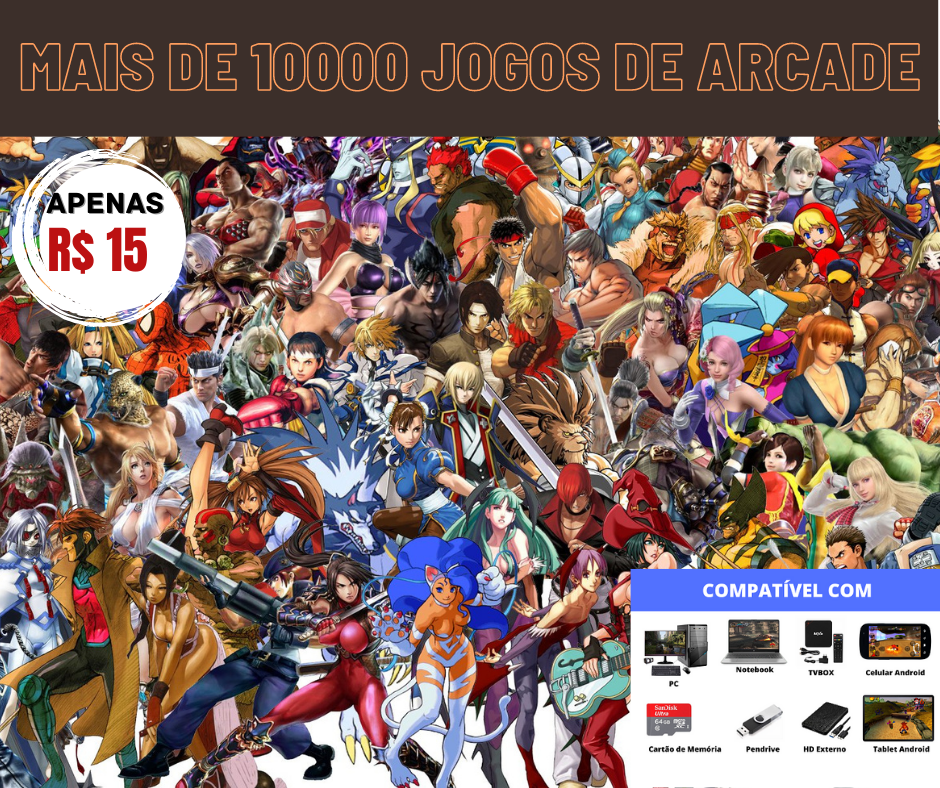 MAIS DE 10000 JOGOS DE ARCADE
APENAS
R$ 15
COMPATÍVEL COM
PC
Notebook
TVBOX
Celular Android
SanDisk
Ultra
64GB
Cartão de Memória
Pendrive
HD Externo
Tablet Android